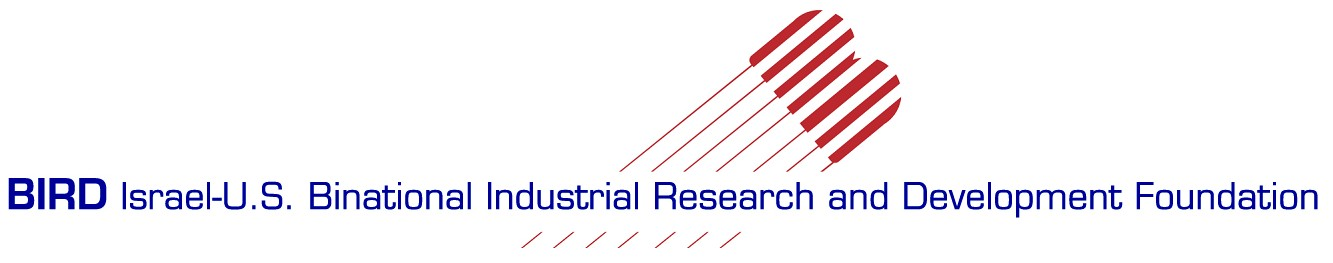 BIRD Israel-U.S. Binational Industrial Research and Development Foundation